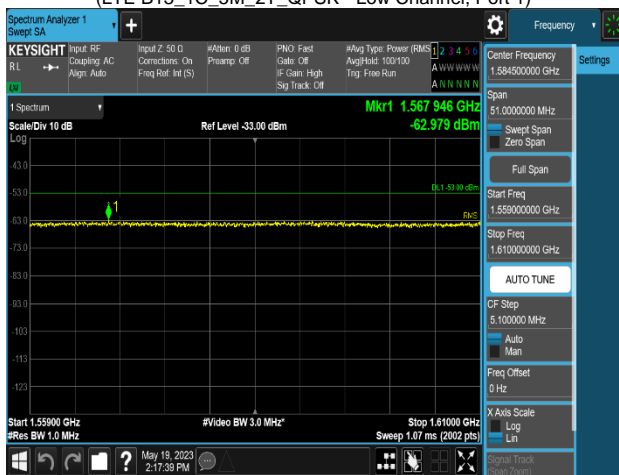 (LTE-B13_1C_5M_2T_QPSK - Low Channel, Port 1)
Spectrum Analyzer 1
Swept SA
+
Frequency
Settings
KEYSIGHT
RL
Input: RF
Coupling: AC
Align: Auto
Input Z: 50 Ω
Corrections: On
Freq Ref: Int (S)
#Atten: 0 dB
Preamp: Off
PNO: Fast
Gate: Off
IF Gain: High
Sig Track: Off
#Avg Type: Power (RMS
Avg|Hold: 100/100
Trig: Free Run
1 2 3 4 5 6
A W W W W W
A N N N N N
1 Spectrum
Scale/Div 10 dB
Log
Ref Level -33.00 dBm
Mkr1 1.567 946 GHz
-62.979 dBm
-43.0
-53.0
-63.0
-73.0
-83.0
-93.0
-103
-113
-123
DL1 -53.00 dBm
1
RMS
Start 1.55900 GHz
#Res BW 1.0 MHz
#Video BW 3.0 MHz*
Stop 1.61000 GHz
Sweep 1.07 ms (2002 pts)
Center Frequency
1.584500000 GHz
Span
51.0000000 MHz
Swept Span
Zero Span
Full Span
Start Freq
1.559000000 GHz
Stop Freq
1.610000000 GHz
AUTO TUNE
CF Step
5.100000 MHz
Auto
Man
Freq Offset
0 Hz
X Axis Scale
Log
Lin
Signal Track
(Span Zoom)
?
May 19, 2023
2:17:39 PM